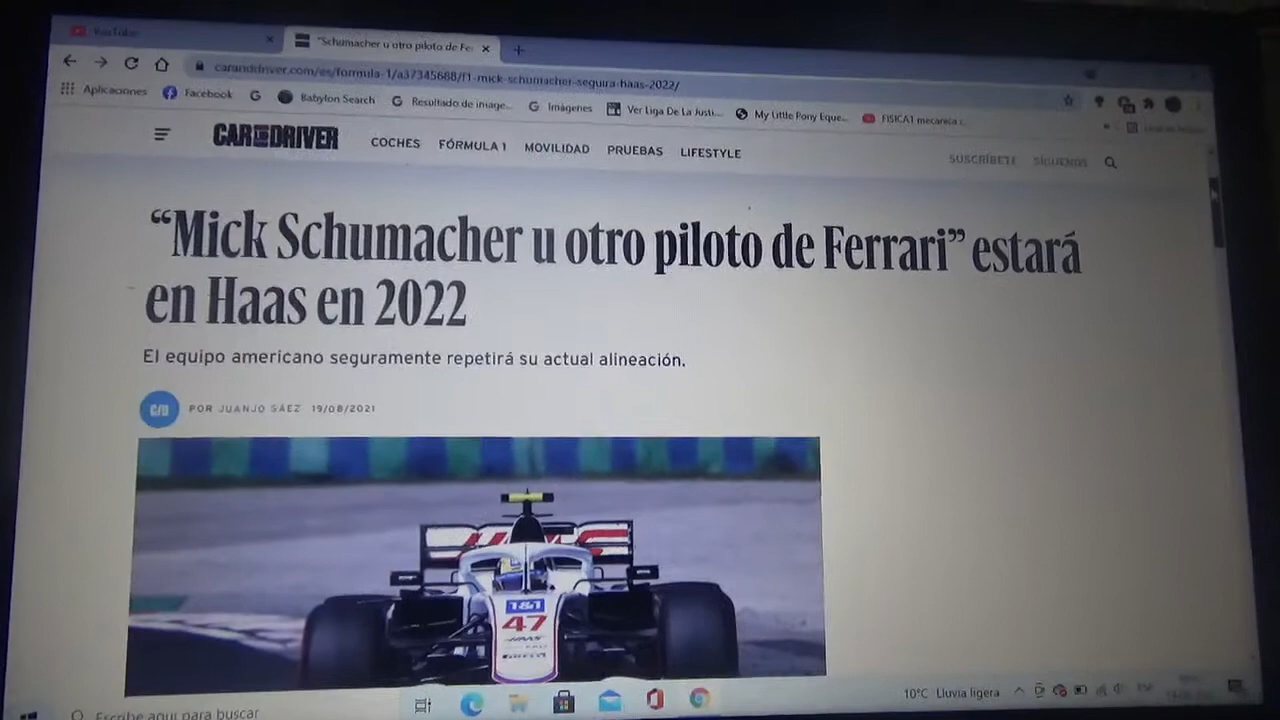 YouTube
"Schumacher u otro piloto de Fe
caranddriver.com/es/formula-1/a37345688/f1-mick-schumacher-seguira-haas-2022/
Aplicaciones Facebook Babylon Search Resultado de image... Imágenes Ver Liga De La Justi... My Little Pony Eque... FISICA1 mecanica
CAR AND DRIVER COCHES FÓRMULA 1 MOVILIDAD PRUEBAS LIFESTYLE SUSCRÍBETE SÍGUENOS
“Mick Schumacher u otro piloto de Ferrari” estará
en Haas en 2022
El equipo americano seguramente repetirá su actual alineación.
C/D POR JUANJO SÁEZ 19/08/2021
1&1
47
HAAS
PIRELLI
10°C Lluvia ligera ESP
Escribe aquí para buscar